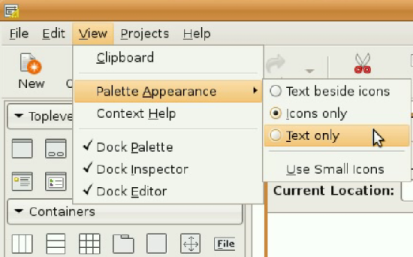 File Edit View Projects Help
Clipboard
New
Palette Appearance
Text beside icons
Context Help
Icons only
Text only
Dock Palette
Dock Inspector
Use Small Icons
Dock Editor
Current Location:
Containers
File